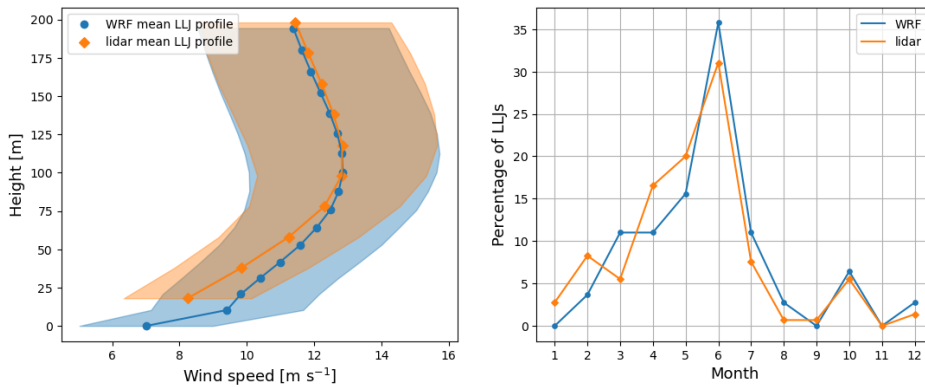 WRF mean LLJ profile
lidar mean LLJ profile
200
175
150
125
100
75
50
25
0
Height [m]
6 8 10 12 14 16
Wind speed [m s⁻¹]
WRF
lidar
35
30
25
20
15
10
5
0
Percentage of LLJs
1 2 3 4 5 6 7 8 9 10 11 12
Month